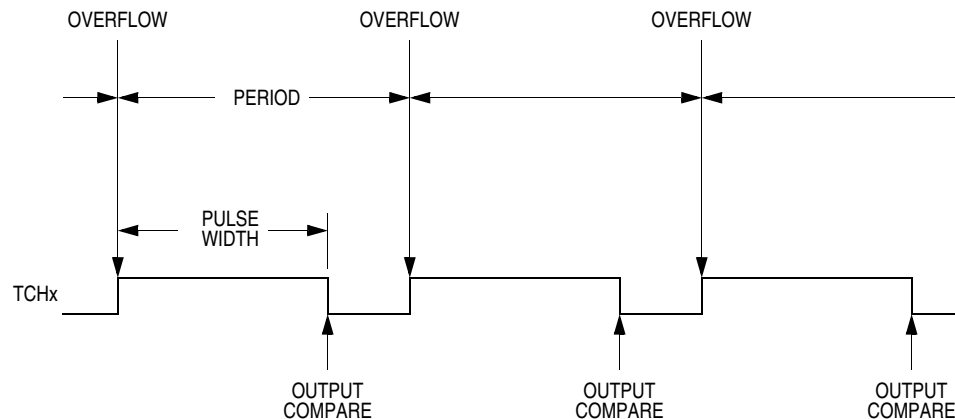 OVERFLOW
OVERFLOW
OVERFLOW
PERIOD
PULSE
WIDTH
TCHx
OUTPUT
COMPARE
OUTPUT
COMPARE
OUTPUT
COMPARE